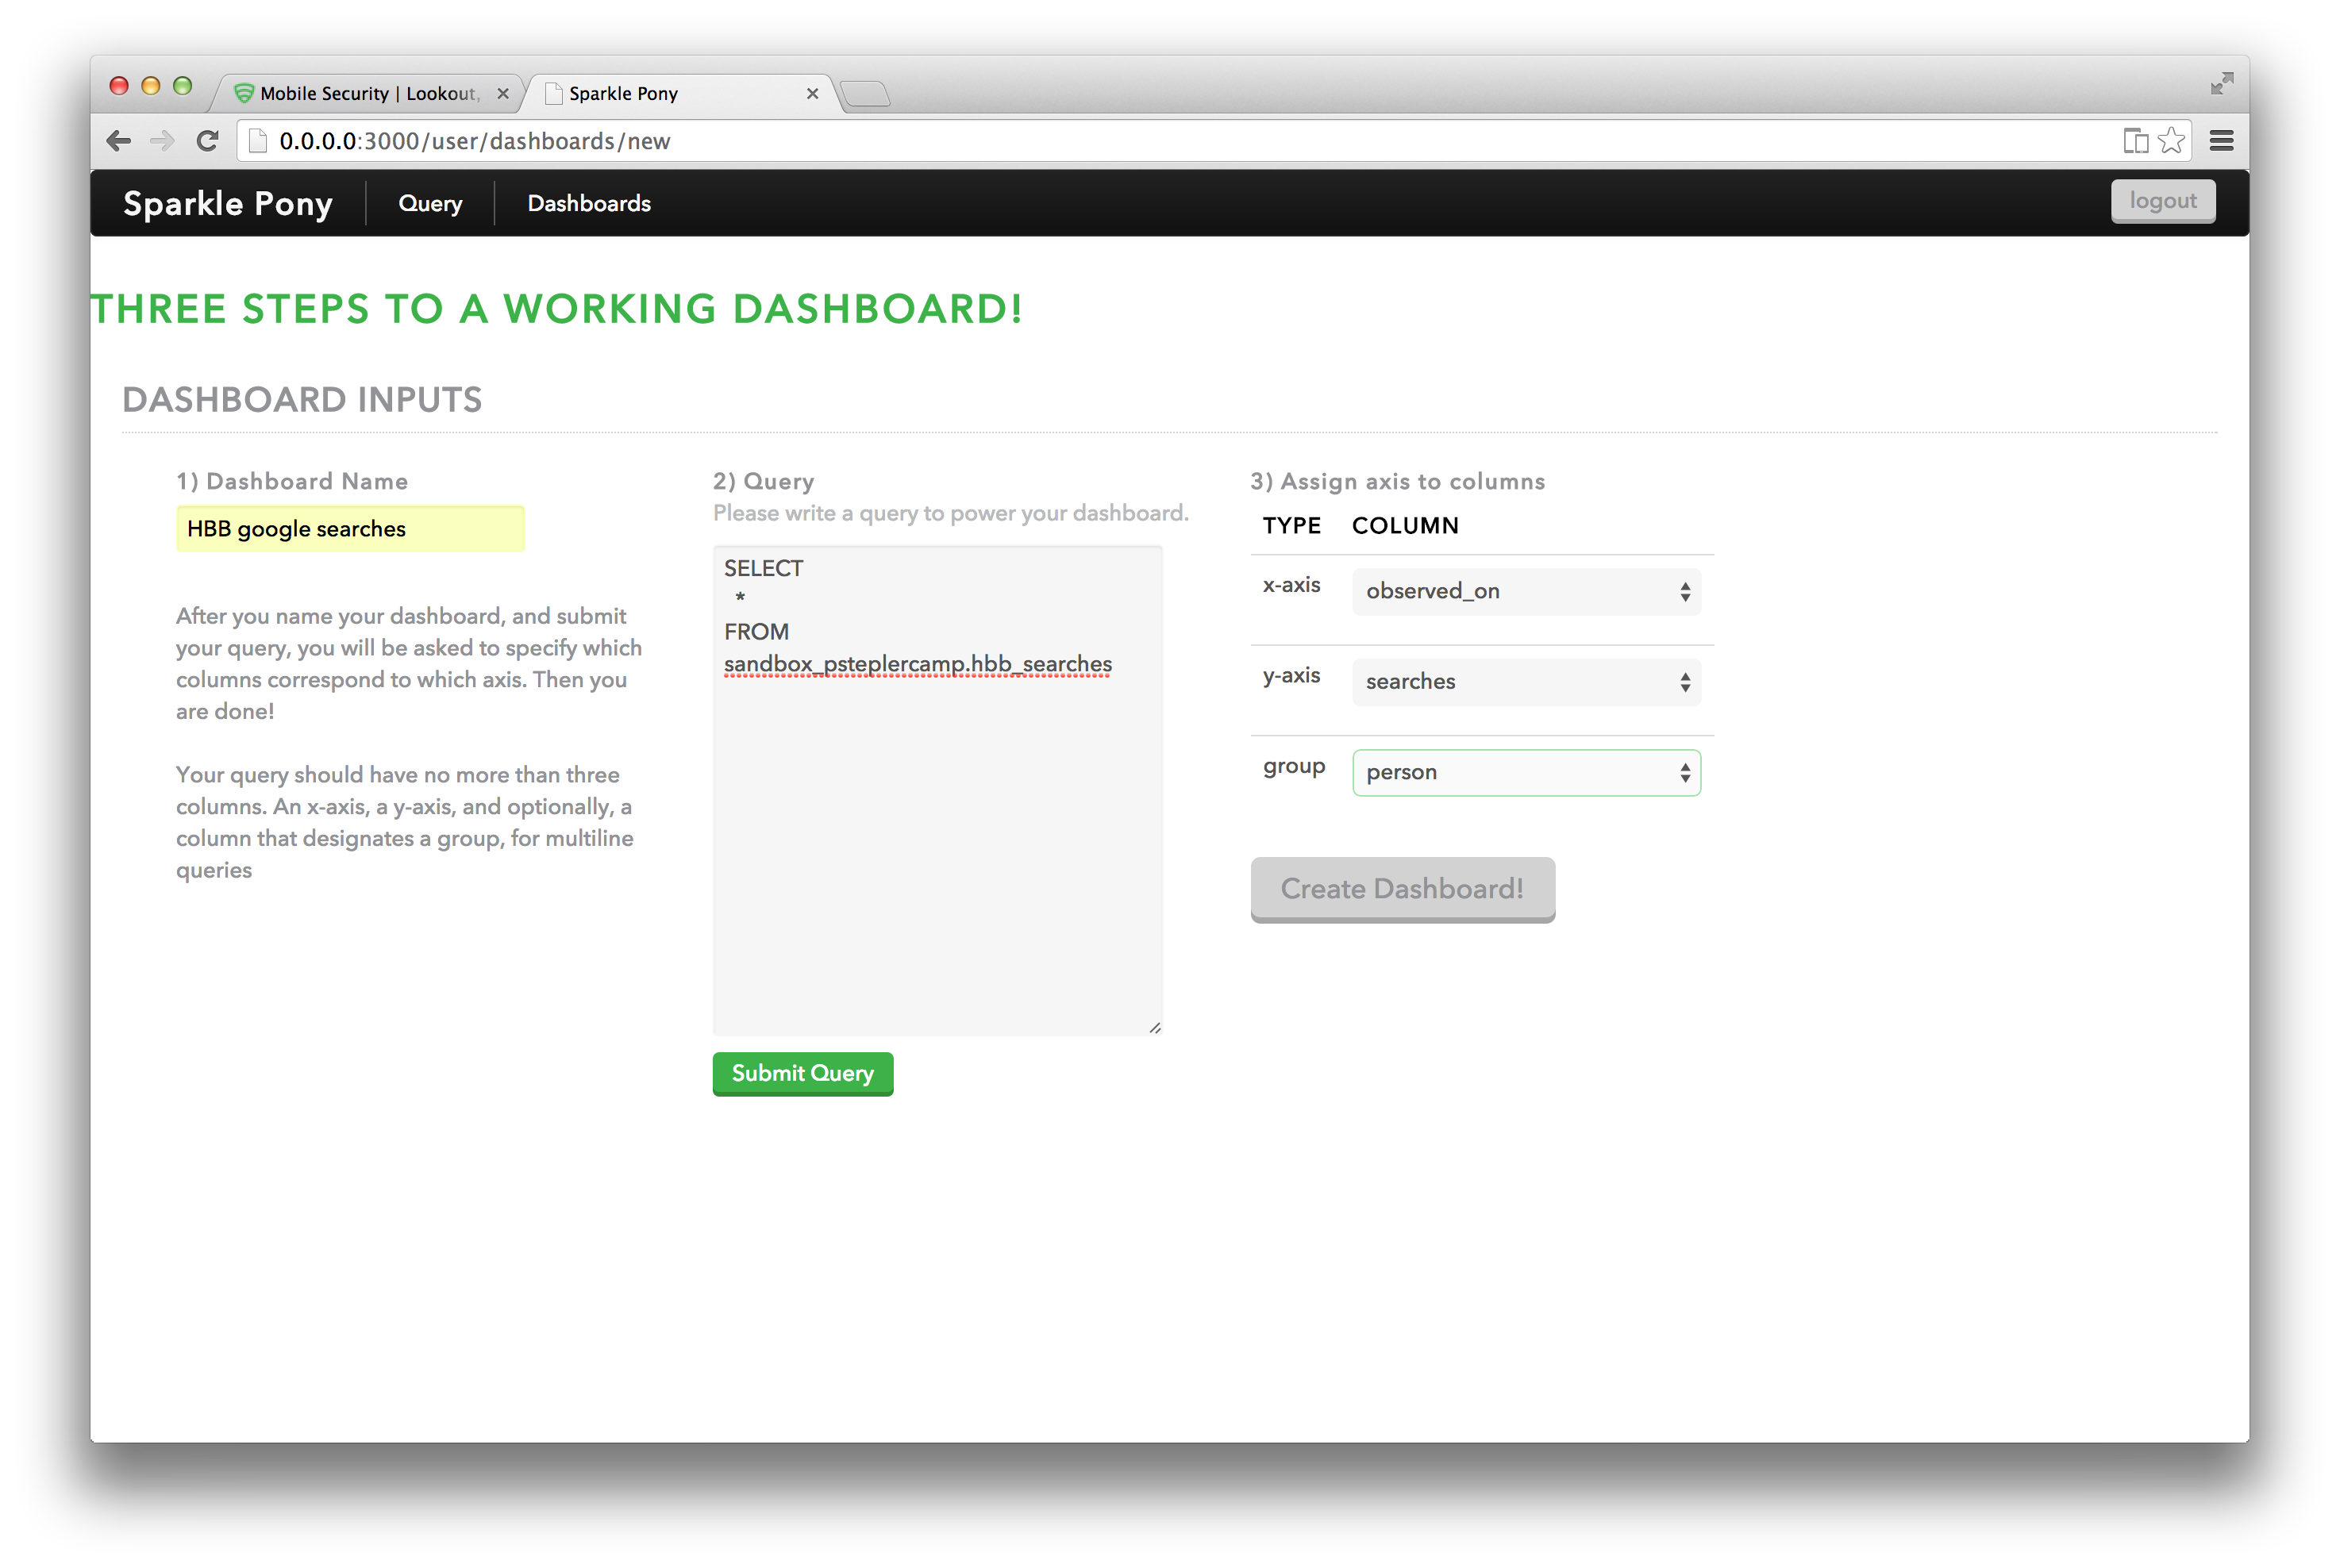 Mobile Security | Lookout,
Sparkle Pony
0.0.0.0:3000/user/dashboards/new
Sparkle Pony
Query
Dashboards
logout
THREE STEPS TO A WORKING DASHBOARD!
DASHBOARD INPUTS
1) Dashboard Name
HBB google searches
After you name your dashboard, and submit
your query, you will be asked to specify which
columns correspond to which axis. Then you
are done!
Your query should have no more than three
columns. An x-axis, a y-axis, and optionally, a
column that designates a group, for multiline
queries
2) Query
Please write a query to power your dashboard.
SELECT
*
FROM
sandbox_psteplercamp.hbb_searches
Submit Query
3) Assign axis to columns
TYPE COLUMN
x-axis observed_on
y-axis searches
group person
Create Dashboard!